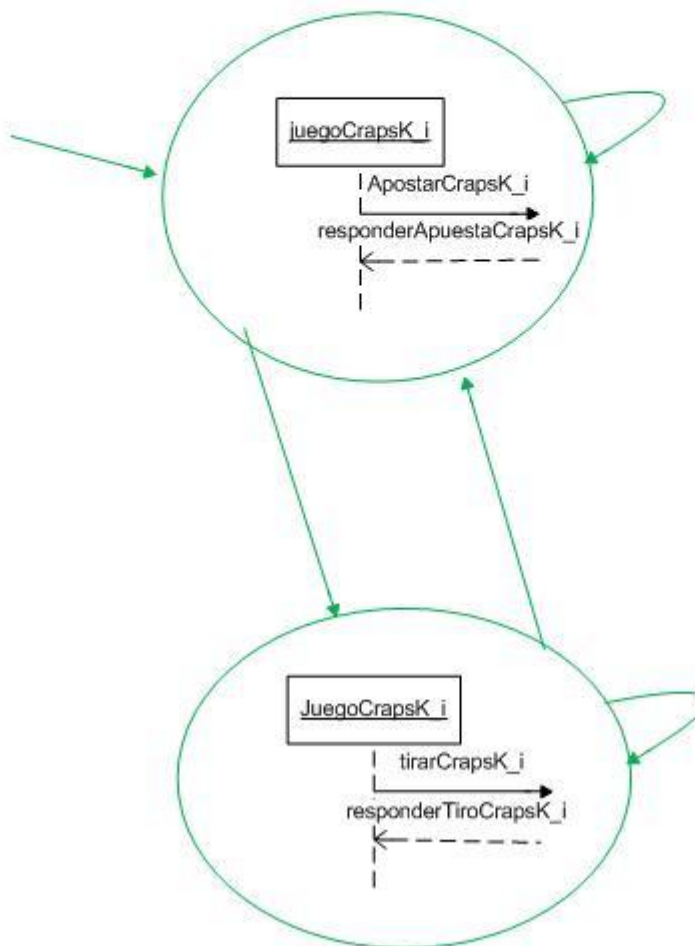 juegoCrapsK_i
ApostarCrapsK_i
responderApuestaCrapsK_i
JuegoCrapsK_i
tirarCrapsK_i
responderTiroCrapsK_i